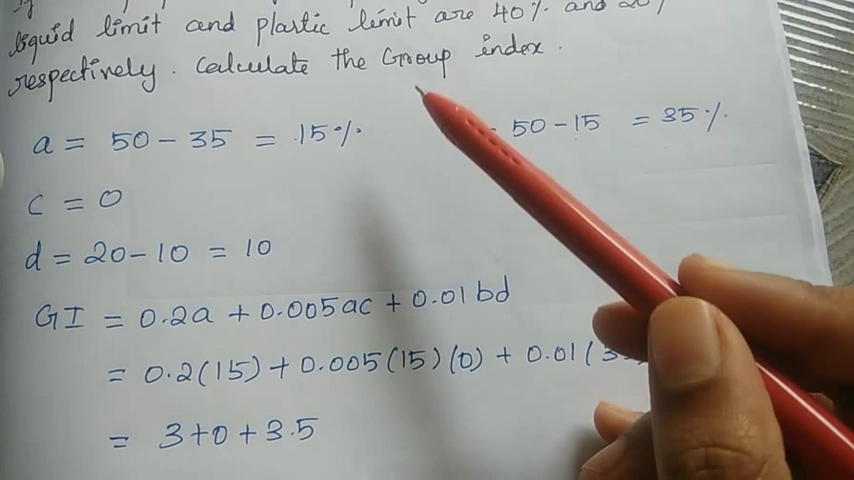 liquid limit and plastic limit are 40% and 20%
respectively. Calculate the Group index.
a = 50 - 35 = 15% 50 - 15 = 35%
c = 0
d = 20 - 10 = 10
GI = 0.2a + 0.005ac + 0.01bd
= 0.2(15) + 0.005(15)(0) + 0.01(
= 3+0+3.5